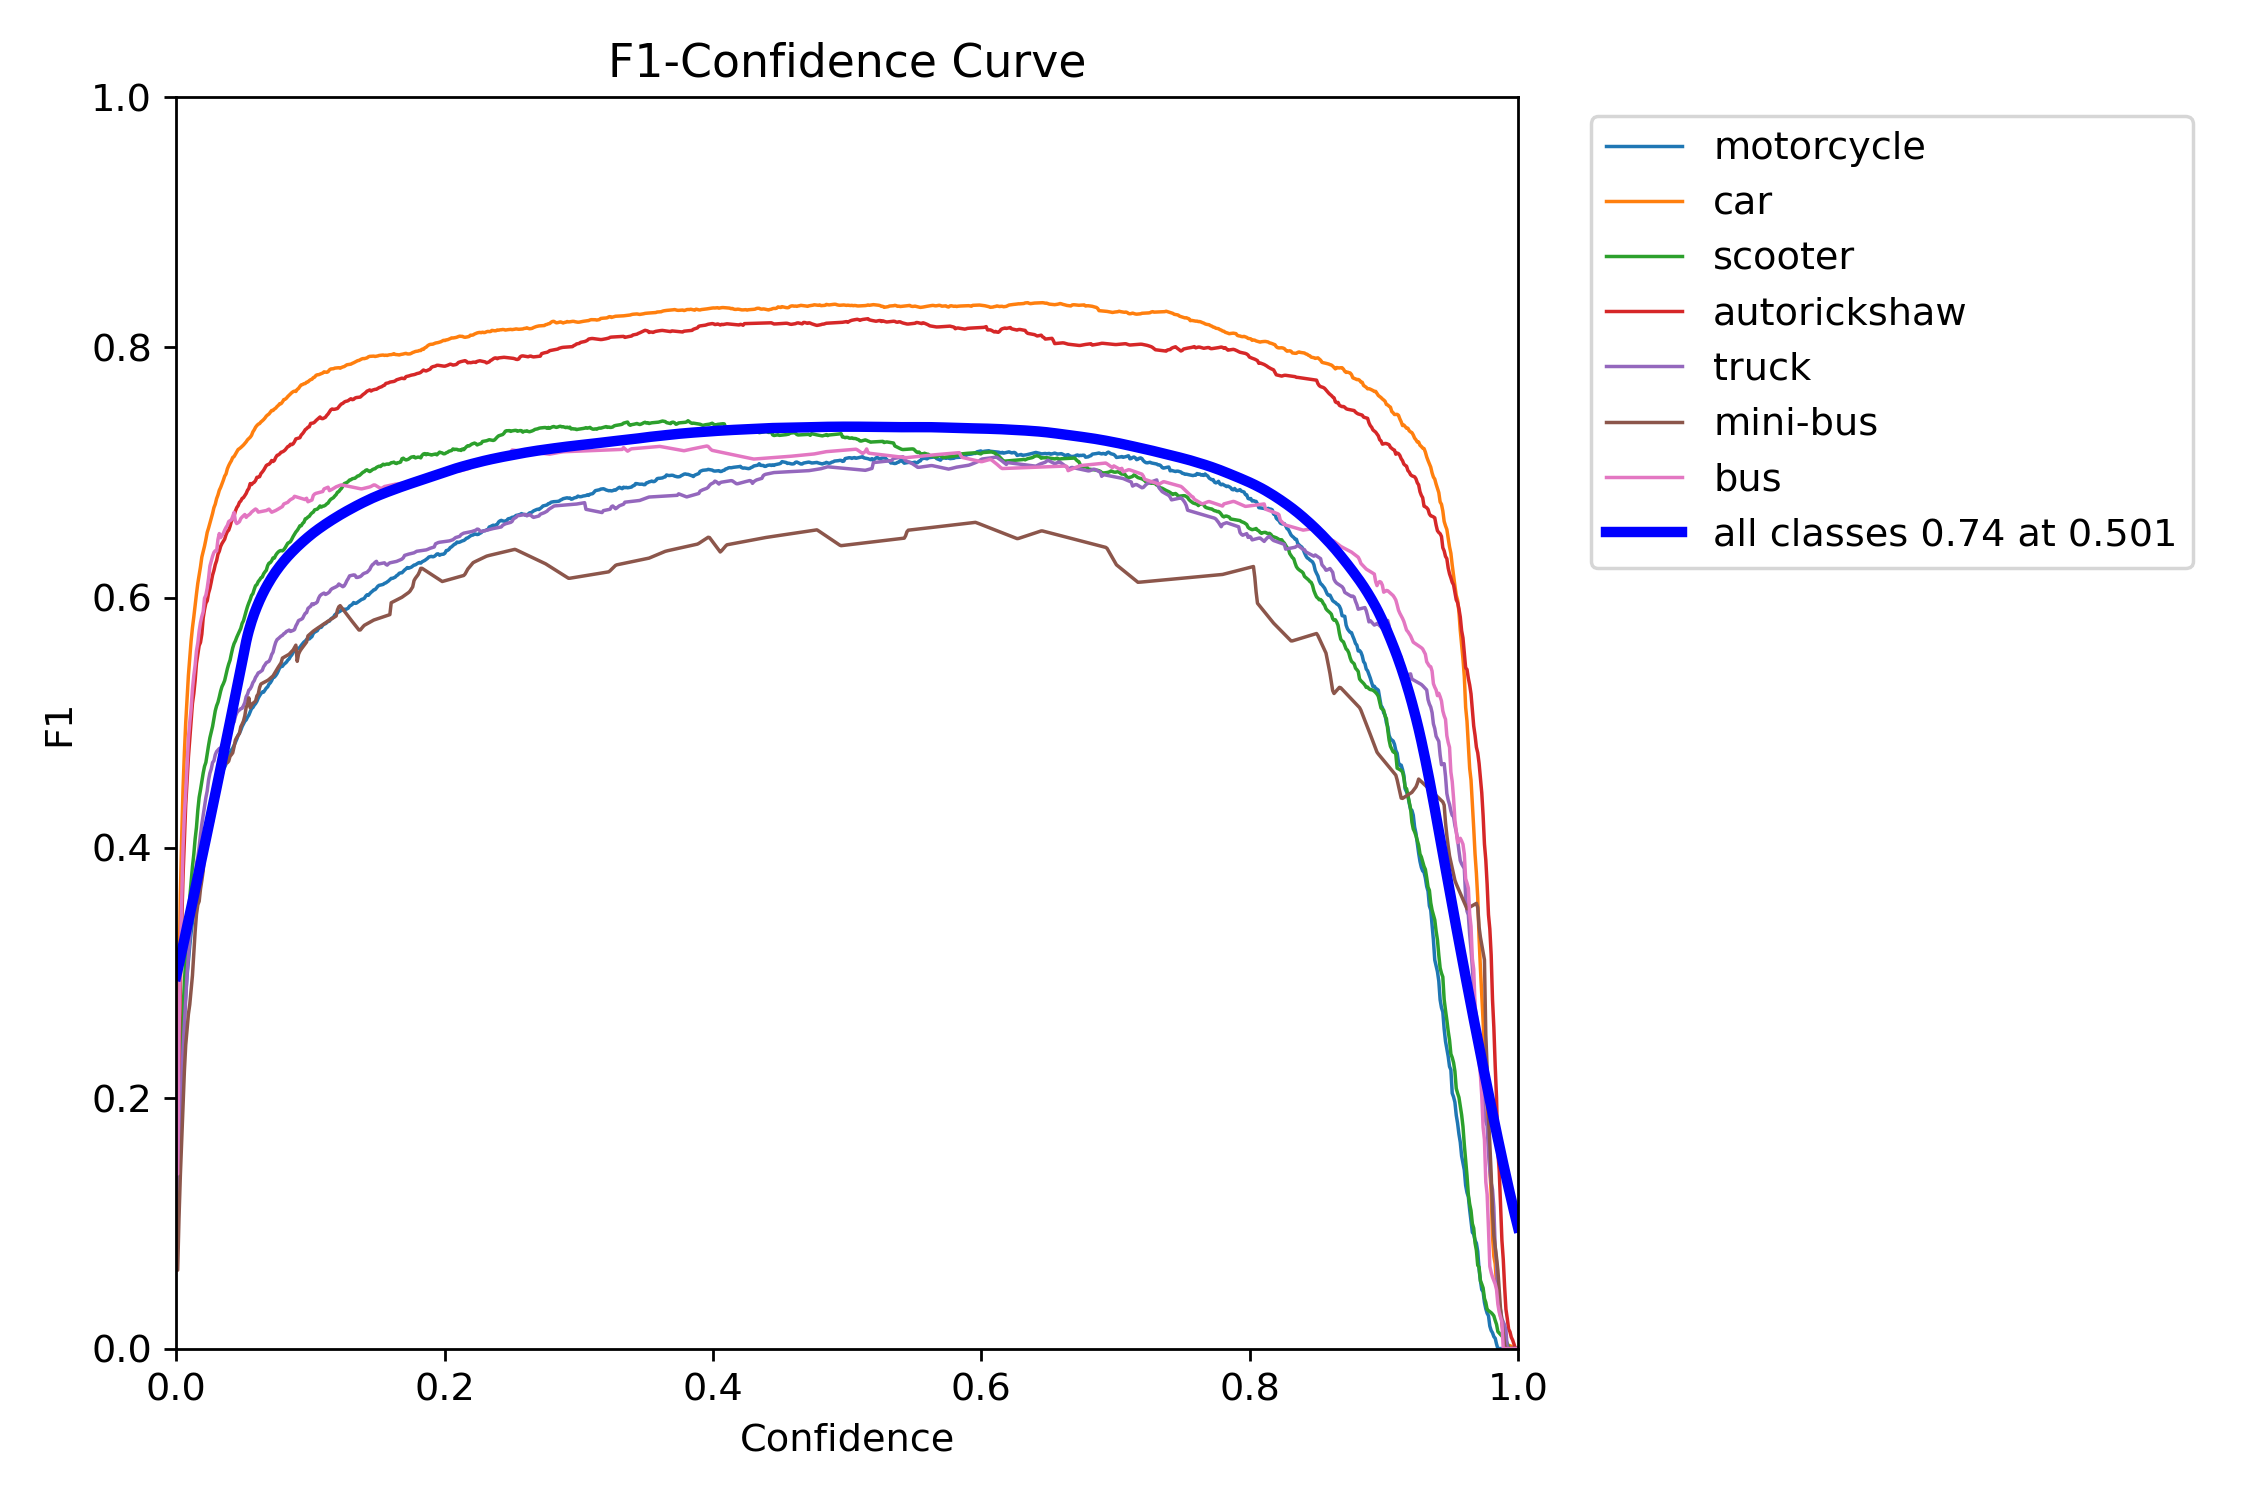 F1-Confidence Curve
1.0
0.8
0.6
0.4
0.2
0.0
F1
0.0 0.2 0.4 0.6 0.8 1.0
Confidence
motorcycle
car
scooter
autorickshaw
truck
mini-bus
bus
all classes 0.74 at 0.501